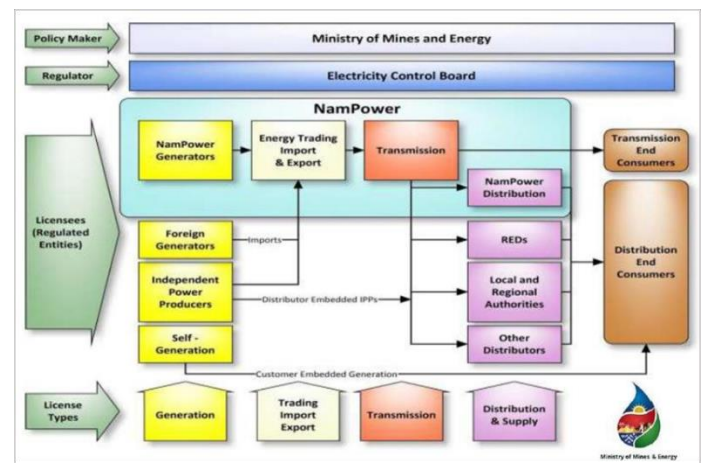 Policy Maker
Ministry of Mines and Energy
Regulator
Electricity Control Board
NamPower
Licensees
(Regulated
Entities)
NamPower
Generators
Energy Trading
Import
& Export
Transmission
Transmission
End
Consumers
NamPower
Distribution
Foreign
Generators
Imports
REDs
Distribution
End
Consumers
Independent
Power
Producers
Distributor Embedded IPPs
Local and
Regional
Authorities
Self -
Generation
Other
Distributors
Customer Embedded Generation
License
Types
Generation
Trading
Import
Export
Transmission
Distribution
& Supply
Ministry of Mines & Energy